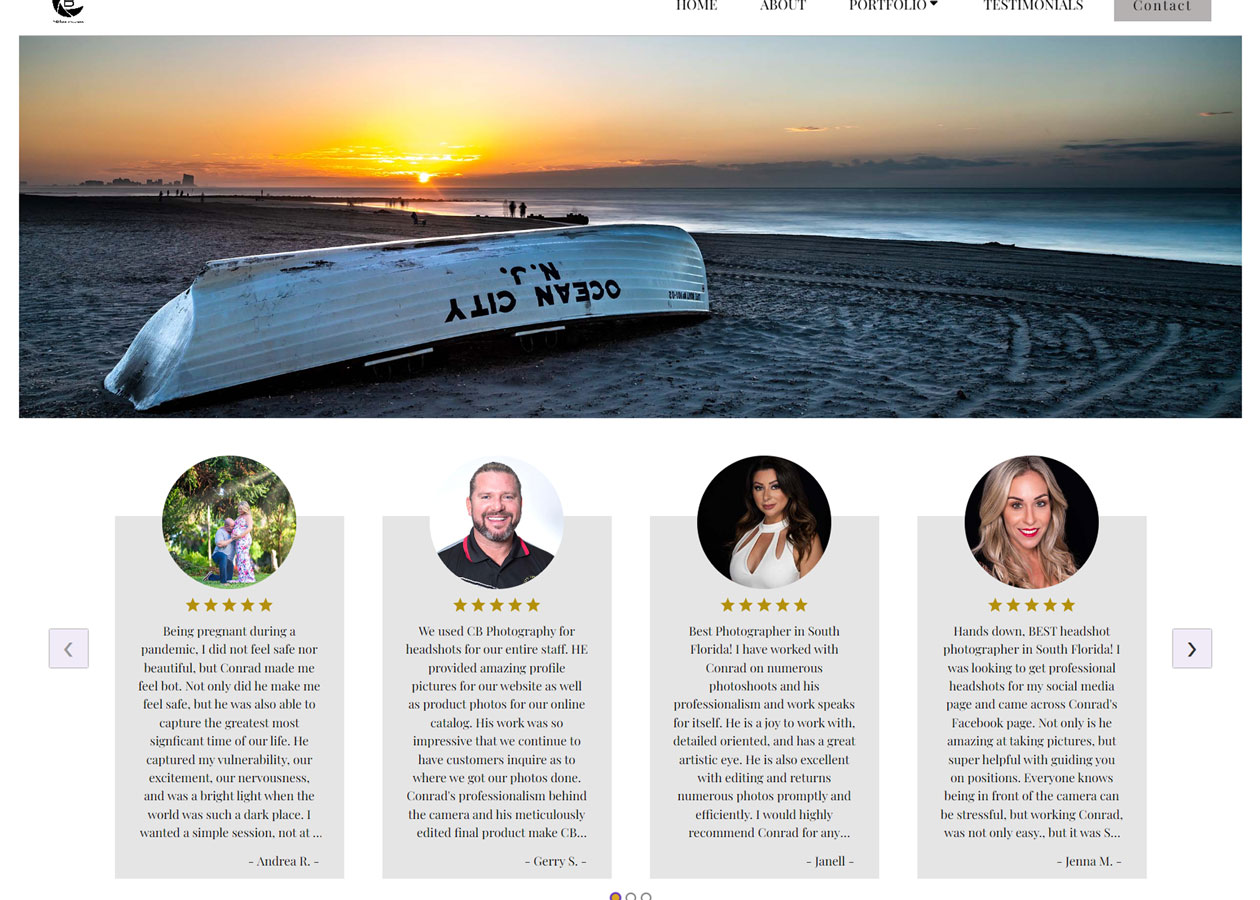 HOME ABOUT PORTFOLIO TESTIMONIALS Contact
N.J.
OCEAN CITY
Being pregnant during a
pandemic, I did not feel safe nor
beautiful, but Conrad made me
feel bot. Not only did he make me
feel safe, but he was also able to
capture the greatest most
signficant time of our life. He
captured my vulnerability, our
excitement, our nervousness,
and was a bright light when the
world was such a dark place. I
wanted a simple session, not at ...
- Andrea R. -
We used CB Photography for
headshots for our entire staff. HE
provided amazing profile
pictures for our website as well
as product photos for our online
catalog. His work was so
impressive that we continue to
have customers inquire as to
where we got our photos done.
Conrad's professionalism behind
the camera and his meticulously
edited final product make CB...
- Gerry S. -
Best Photographer in South
Florida! I have worked with
Conrad on numerous
photoshoots and his
professionalism and work speaks
for itself. He is a joy to work with,
detailed oriented, and has a great
artistic eye. He is also excellent
with editing and returns
numerous photos promptly and
efficiently. I would highly
recommend Conrad for any...
- Janell -
Hands down, BEST headshot
photographer in South Florida! I
was looking to get professional
headshots for my social media
page and came across Conrad's
Facebook page. Not only is he
amazing at taking pictures, but
super helpful with guiding you
on positions. Everyone knows
being in front of the camera can
be stressful, but working Conrad,
was not only easy., but it was S...
- Jenna M. -